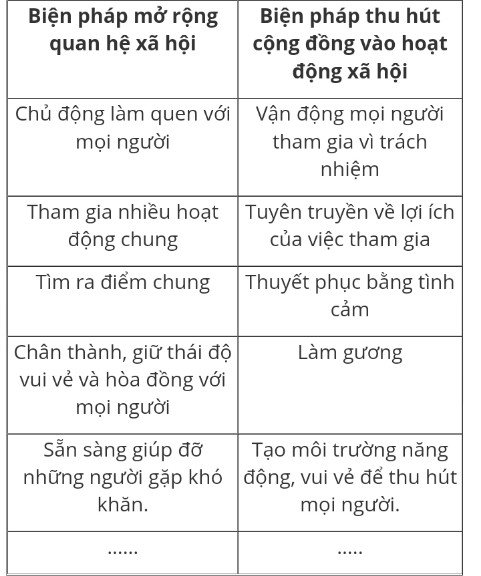 Biện pháp mở rộng
quan hệ xã hội
Biện pháp thu hút
cộng đồng vào hoạt
động xã hội
Chủ động làm quen với
mọi người
Vận động mọi người
tham gia vì trách
nhiệm
Tham gia nhiều hoạt
động chung
Tuyên truyền về lợi ích
của việc tham gia
Tìm ra điểm chung
Thuyết phục bằng tình
cảm
Chân thành, giữ thái độ
vui vẻ và hòa đồng với
mọi người
Làm gương
Sẵn sàng giúp đỡ
những người gặp khó
khăn.
Tạo môi trường năng
động, vui vẻ để thu hút
mọi người.
......
.....